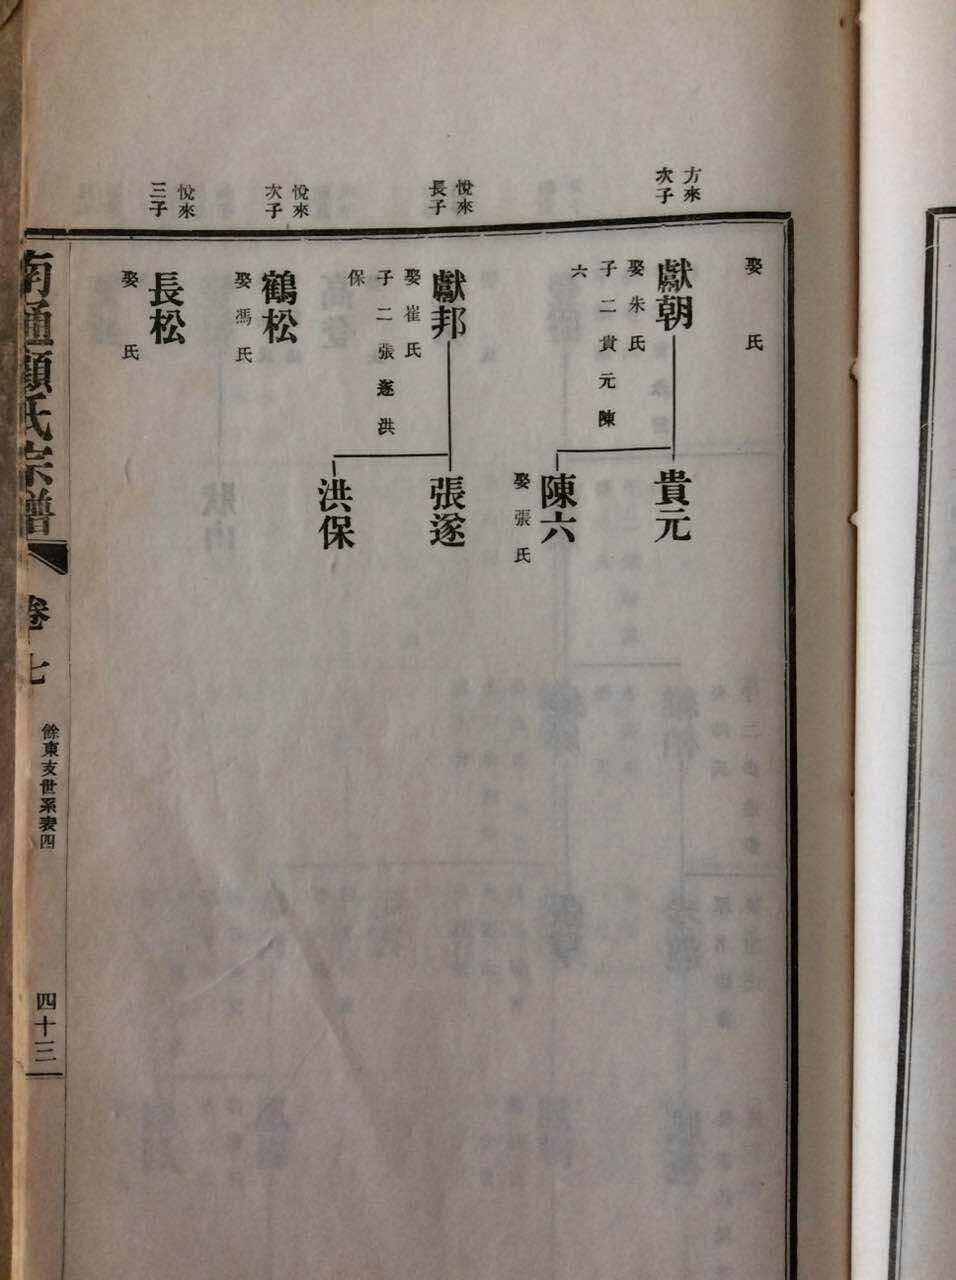 娶　氏
方來
次子
獻朝
娶朱氏
子二貴元陳
六
貴元
陳六
娶張氏
悅來
長子
獻邦
娶崔氏
子二張遂洪
保
張遂
洪保
悅來
次子
鶴松
娶馮氏
悅來
三子
長松
娶　氏
南通顧氏宗譜
卷十七
餘東支世系表四
四十三